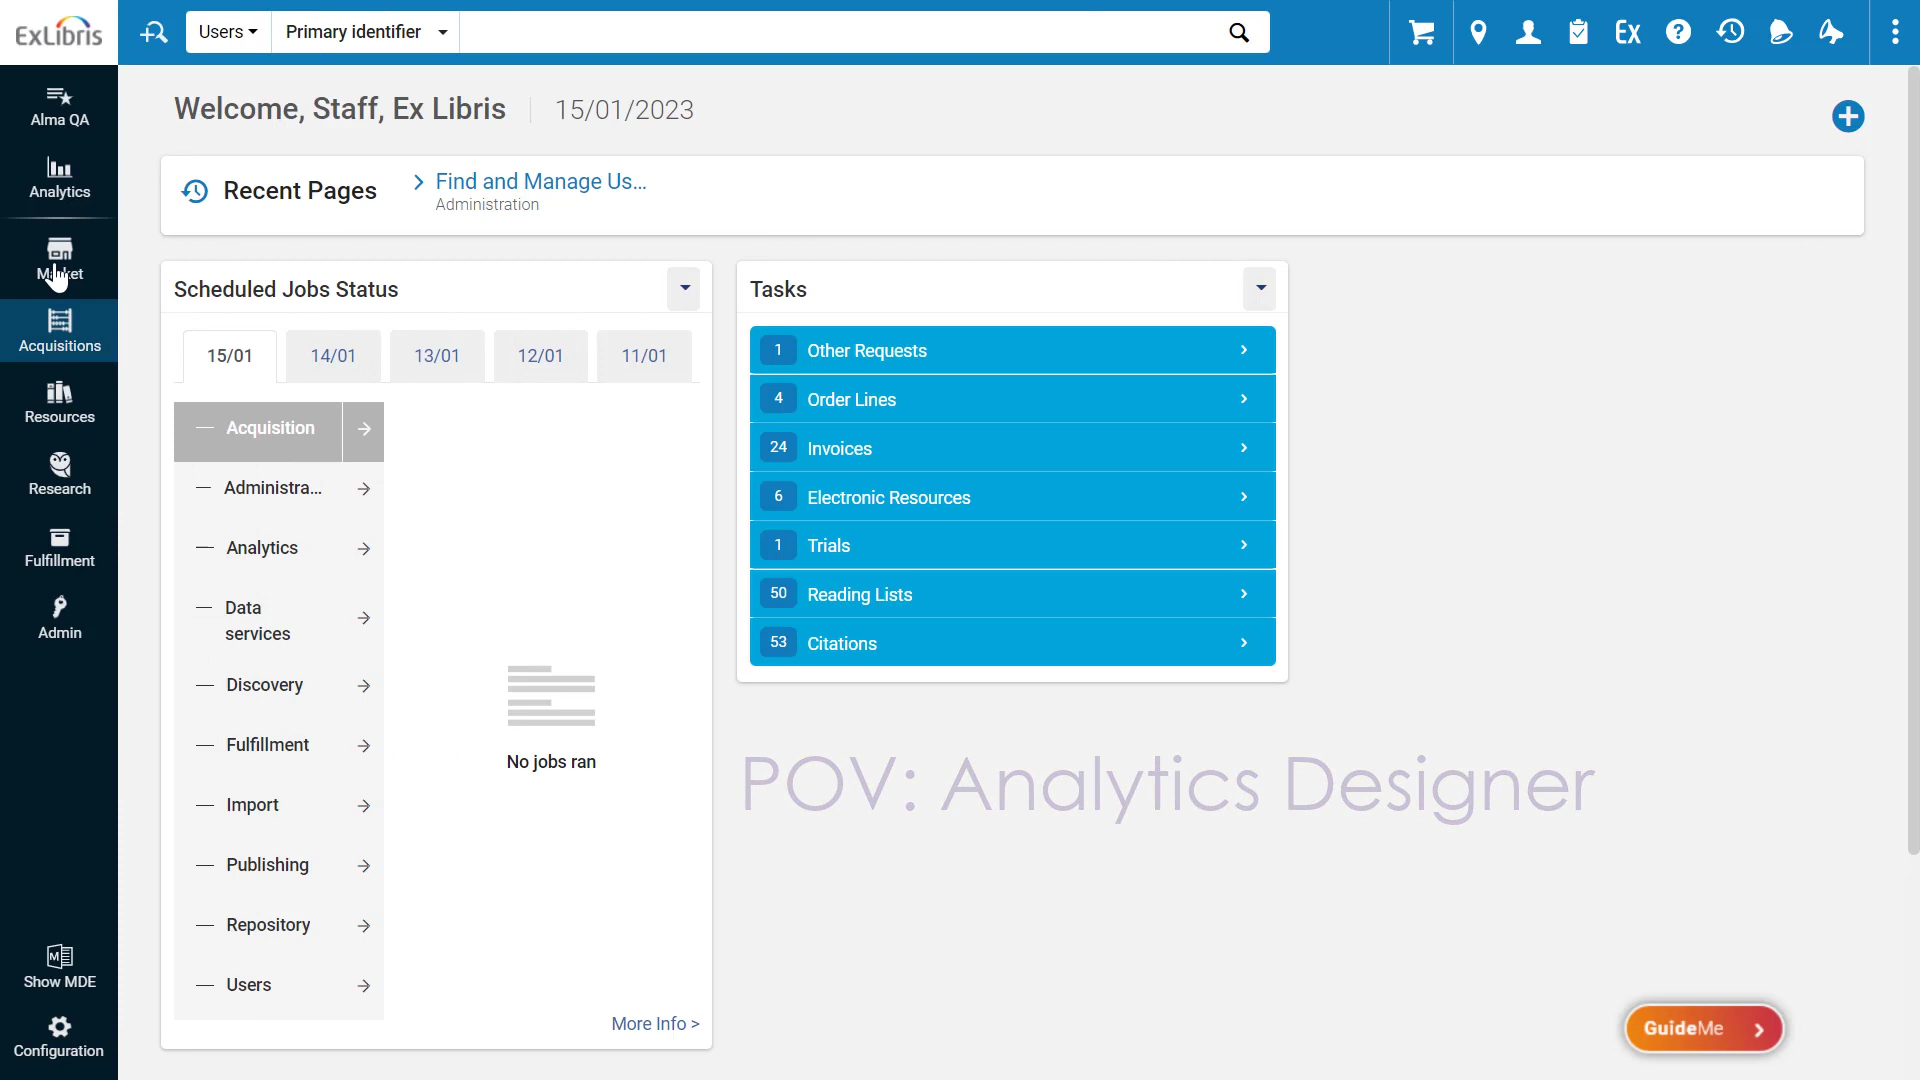 ExLibris
Users
Primary identifier
Ex
Alma QA
Analytics
Market
Acquisitions
Resources
Research
Fulfillment
Admin
Show MDE
Configuration
Welcome, Staff, Ex Libris
15/01/2023
Recent Pages
Find and Manage Us...
Administration
Scheduled Jobs Status
15/01
14/01
13/01
12/01
11/01
Acquisition
Administra...
Analytics
Data
services
Discovery
Fulfillment
Import
Publishing
Repository
Users
No jobs ran
More Info >
Tasks
1 Other Requests
4 Order Lines
24 Invoices
6 Electronic Resources
1 Trials
50 Reading Lists
53 Citations
POV: Analytics Designer
GuideMe